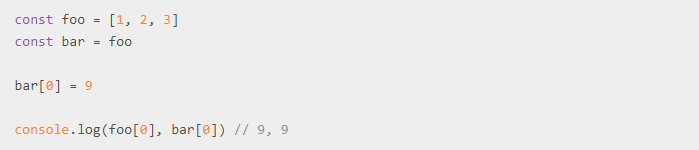 const foo = [1, 2, 3]
const bar = foo
bar[0] = 9
console.log(foo[0], bar[0]) // 9, 9